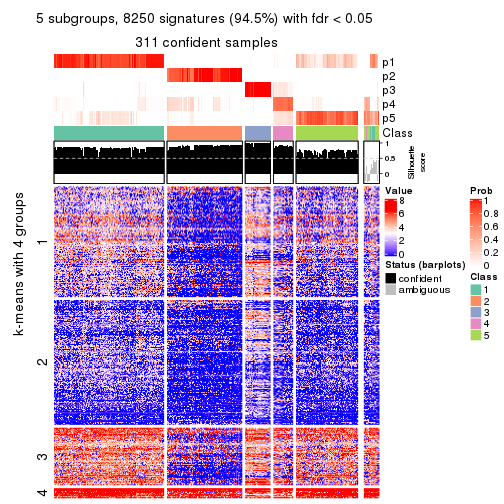 5 subgroups, 8250 signatures (94.5%) with fdr < 0.05
311 confident samples
p1
p2
p3
p4
p5
Class
1
0.5
0
Silhouette
score
k-means with 4 groups
1
2
3
4
Value
8
6
4
2
0
Status (barplots)
confident
ambiguous
Prob
1
0.8
0.6
0.4
0.2
0
Class
1
2
3
4
5